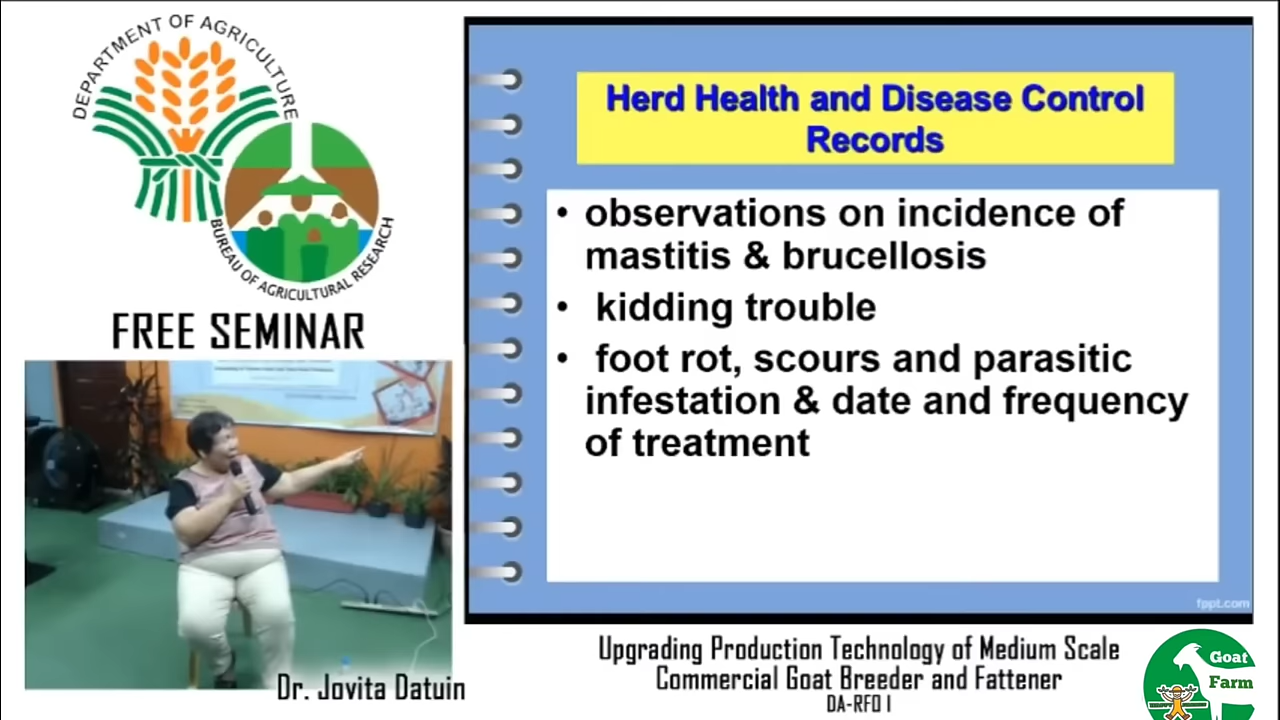 DEPARTMENT OF AGRICULTURE
BUREAU OF AGRICULTURAL RESEARCH
FREE SEMINAR
Dr. Jovita Datuin
Herd Health and Disease Control
Records
• observations on incidence of
mastitis & brucellosis
• kidding trouble
• foot rot, scours and parasitic
infestation & date and frequency
of treatment
fppt.com
Upgrading Production Technology of Medium Scale
Commercial Goat Breeder and Fattener
DA-RFO I
Goat
Farm